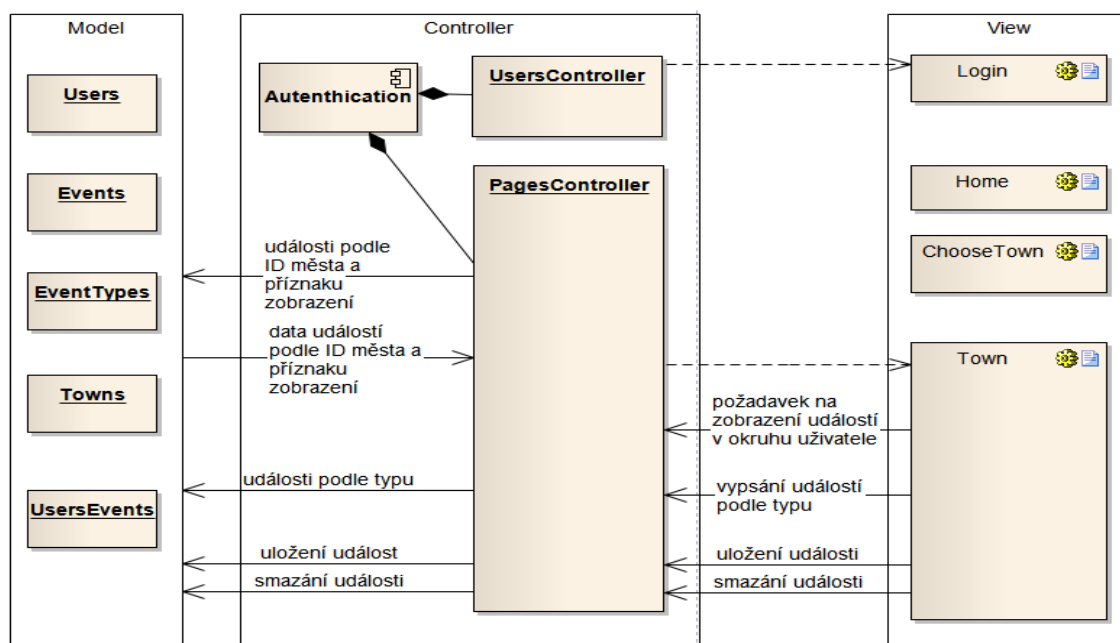 Model
Controller
View
Users
Events
EventTypes
Towns
UsersEvents
Autenthication
UsersController
PagesController
události podle
ID města a
příznaku
zobrazení
data událostí
podle ID města a
příznaku
zobrazení
události podle typu
uložení událost
smazání události
Login
Home
ChooseTown
Town
požadavek na
zobrazení událostí
v okruhu uživatele
vypsání událostí
podle typu
uložení události
smazání události